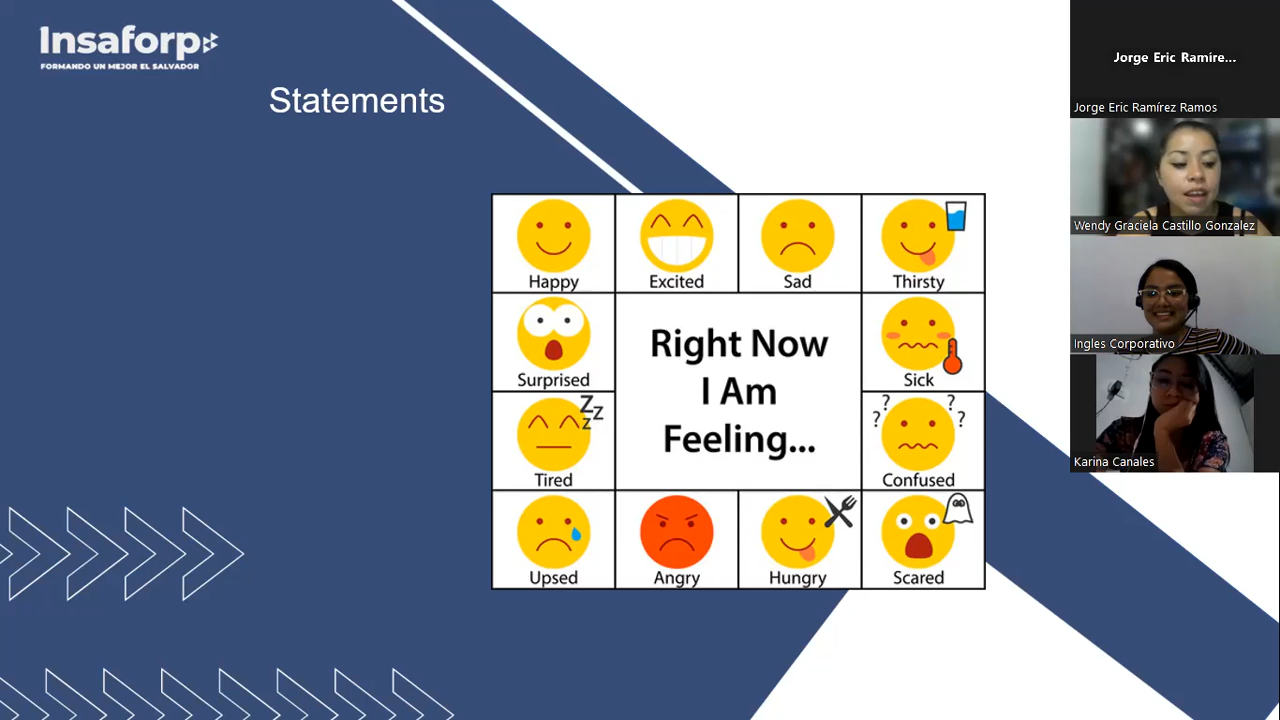 Insaforp
FORMANDO UN MEJOR EL SALVADOR
Statements
Happy
Excited
Sad
Thirsty
Surprised
Right Now
I Am
Feeling...
Sick
Tired
Zzz
Confused
? ? ? ?
Upsed
Angry
Hungry
Scared
Jorge Eric Ramíre...
Jorge Eric Ramírez Ramos
Wendy Graciela Castillo Gonzalez
Ingles Corporativo
Karina Canales